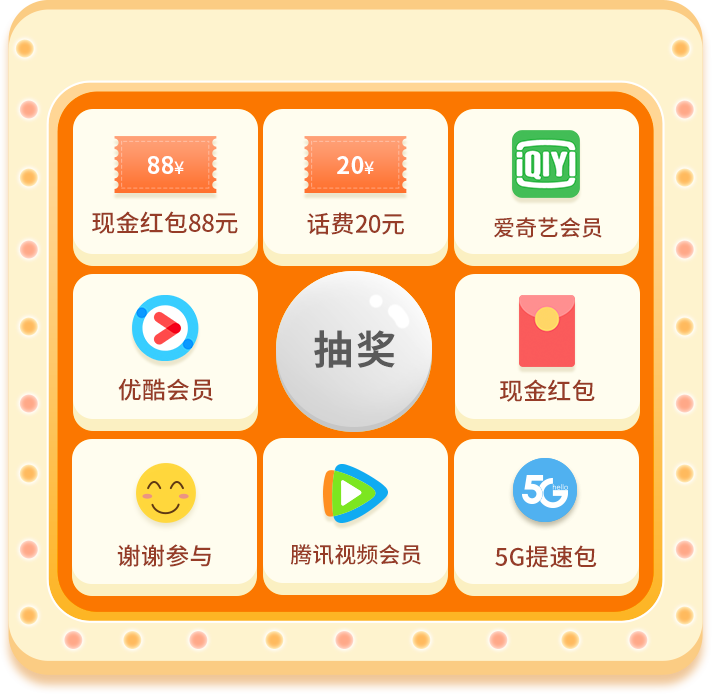 88¥
现金红包88元
20¥
话费20元
iQIYI
爱奇艺会员
优酷会员
抽奖
现金红包
谢谢参与
腾讯视频会员
5G
hello
5G提速包